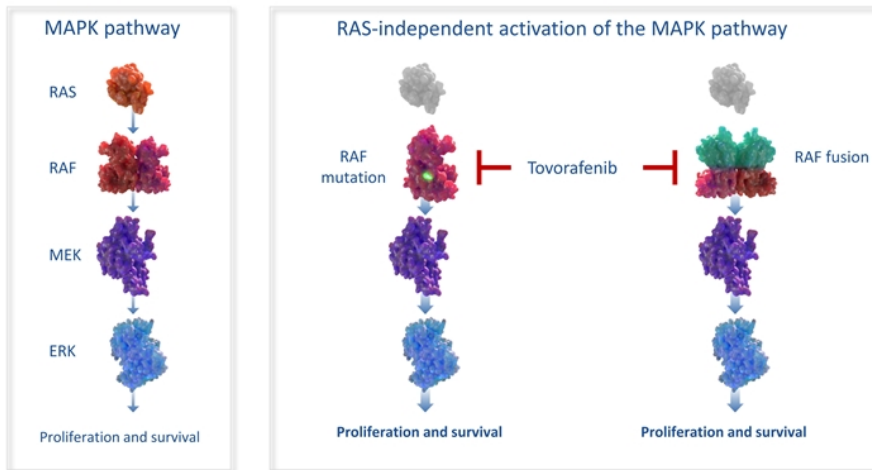 MAPK pathway
RAS
RAF
MEK
ERK
Proliferation and survival
RAS-independent activation of the MAPK pathway
RAF
mutation
Tovorafenib
RAF fusion
Proliferation and survival
Proliferation and survival